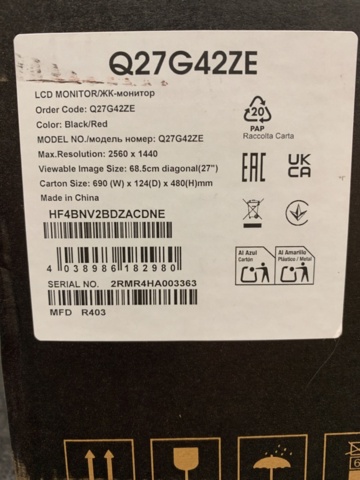 Q27G42ZE
LCD MONITOR/ЖК-монитор
Order Code: Q27G42ZE
Color: Black/Red
MODEL NO./модель номер: Q27G42ZE
Max.Resolution: 2560 x 1440
Viewable Image Size: 68.5cm diagonal(27")
Carton Size: 690 (W) x 124(D) x 480(H)mm
Made in China
HF4BNV2BDZACDNE
4 038986 182980
SERIAL NO. 2RMR4HA003363
MFD R403
20
PAP
Raccolta Carta
EAC
UK
CA
Al Azul
Cartón
Al Amarillo
Plástico / Metal
6